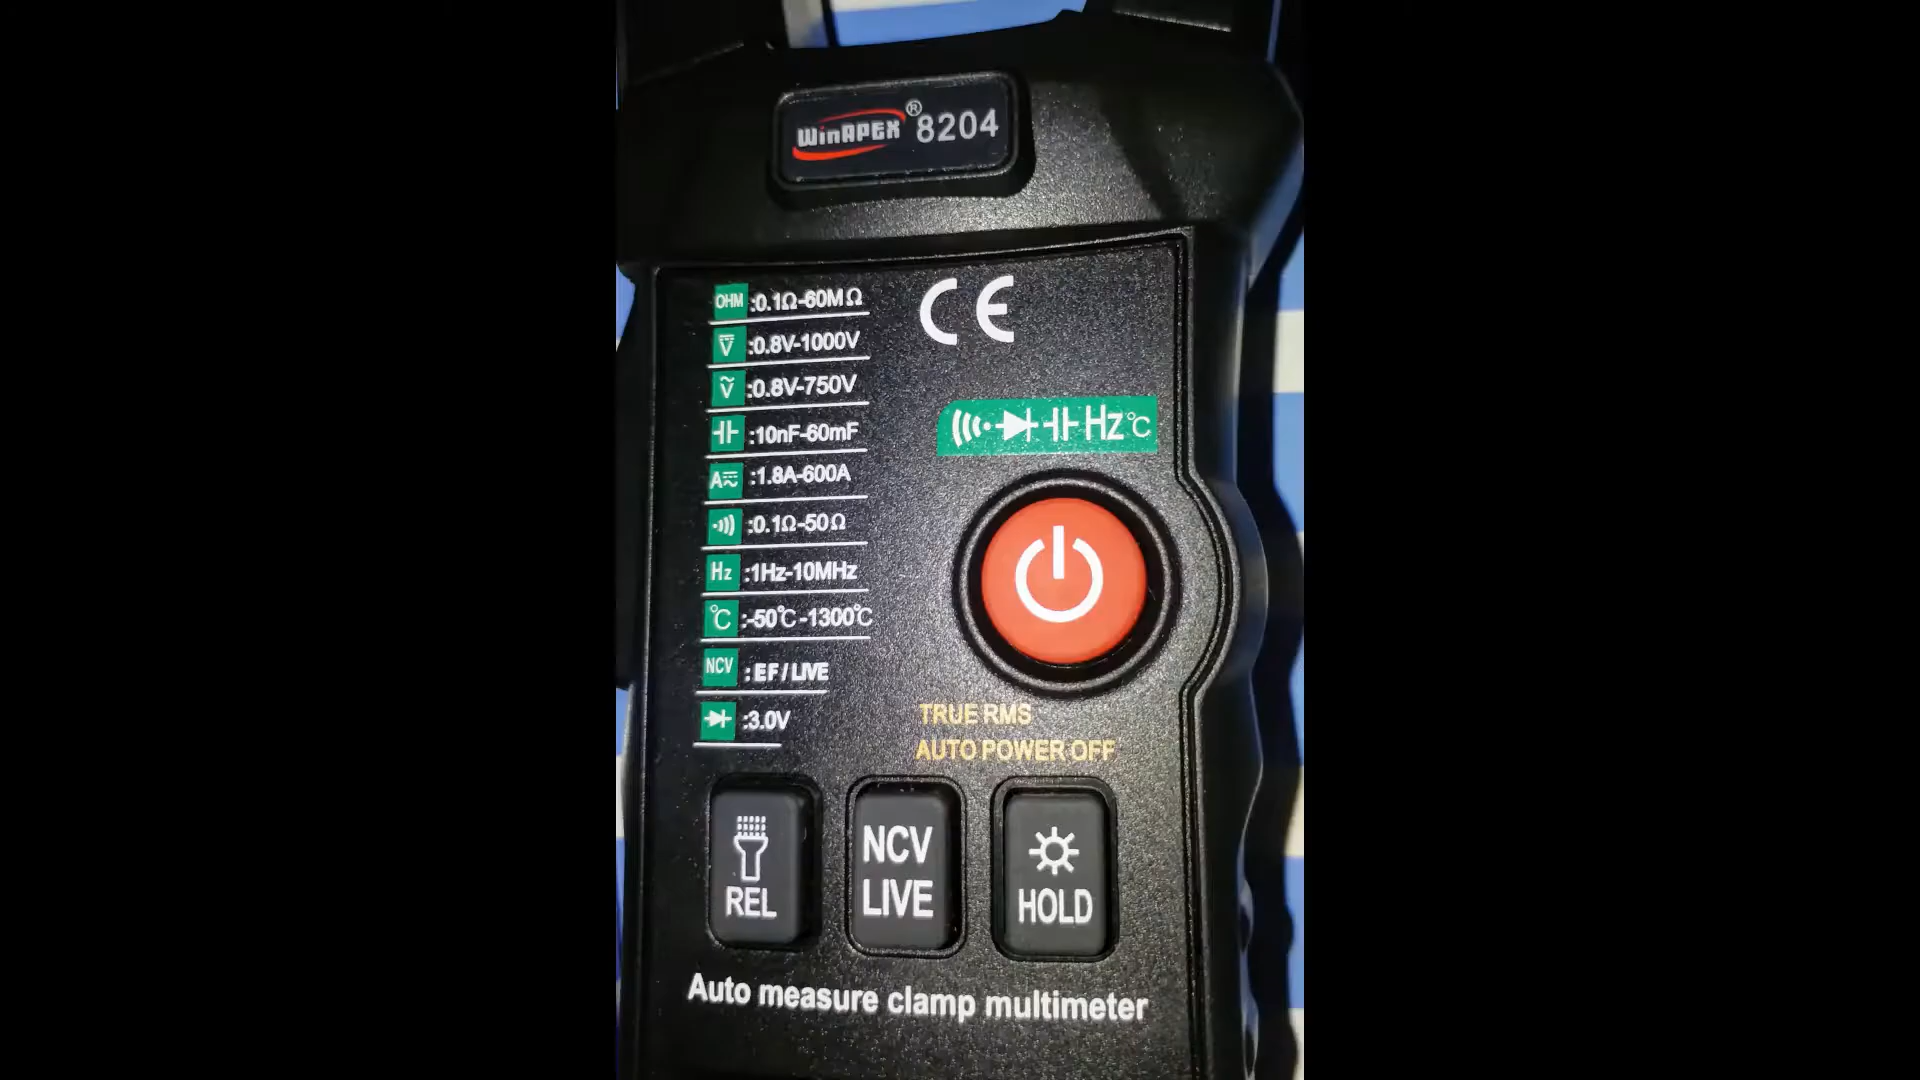 WinAPEX® 8204
CE
OHM :0.1Ω-60MΩ
V :0.8V-1000V
V :0.8V-750V
:10nF-60mF
A :1.8A-600A
:0.1Ω-50Ω
Hz :1Hz-10MHz
℃ :-50℃-1300℃
NCV :EF/LIVE
:3.0V
Hz℃
TRUE RMS
AUTO POWER OFF
REL
NCV
LIVE
HOLD
Auto measure clamp multimeter